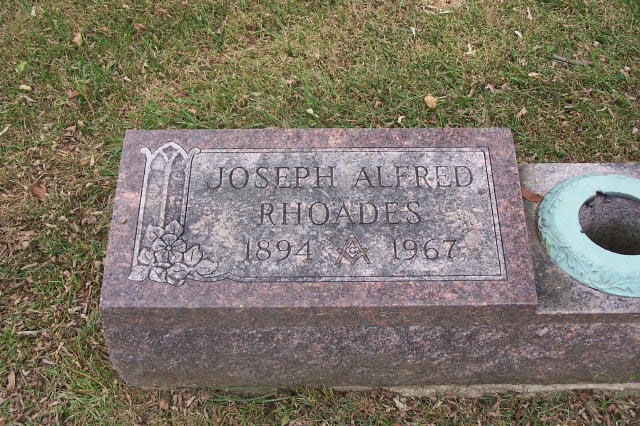 JOSEPH ALFRED
RHOADES
1894 1967